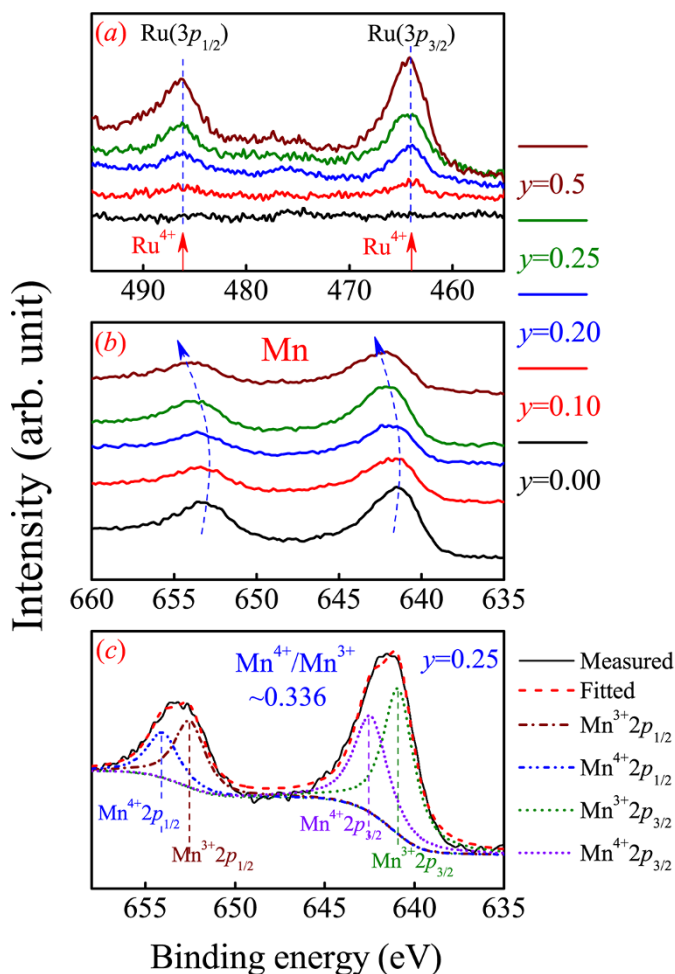 (a)
Ru(3p1/2)
Ru(3p3/2)
Ru4+
Ru4+
490
480
470
460
y=0.5
y=0.25
y=0.20
y=0.10
y=0.00
(b)
Mn
660
655
650
645
640
635
Intensity (arb. unit)
(c)
Mn4+/Mn3+
~0.336
y=0.25
Mn4+2p1/2
Mn3+2p1/2
Mn4+2p3/2
Mn3+2p3/2
Measured
Fitted
Mn3+2p1/2
Mn4+2p1/2
Mn3+2p3/2
Mn4+2p3/2
655
650
645
640
635
Binding energy (eV)